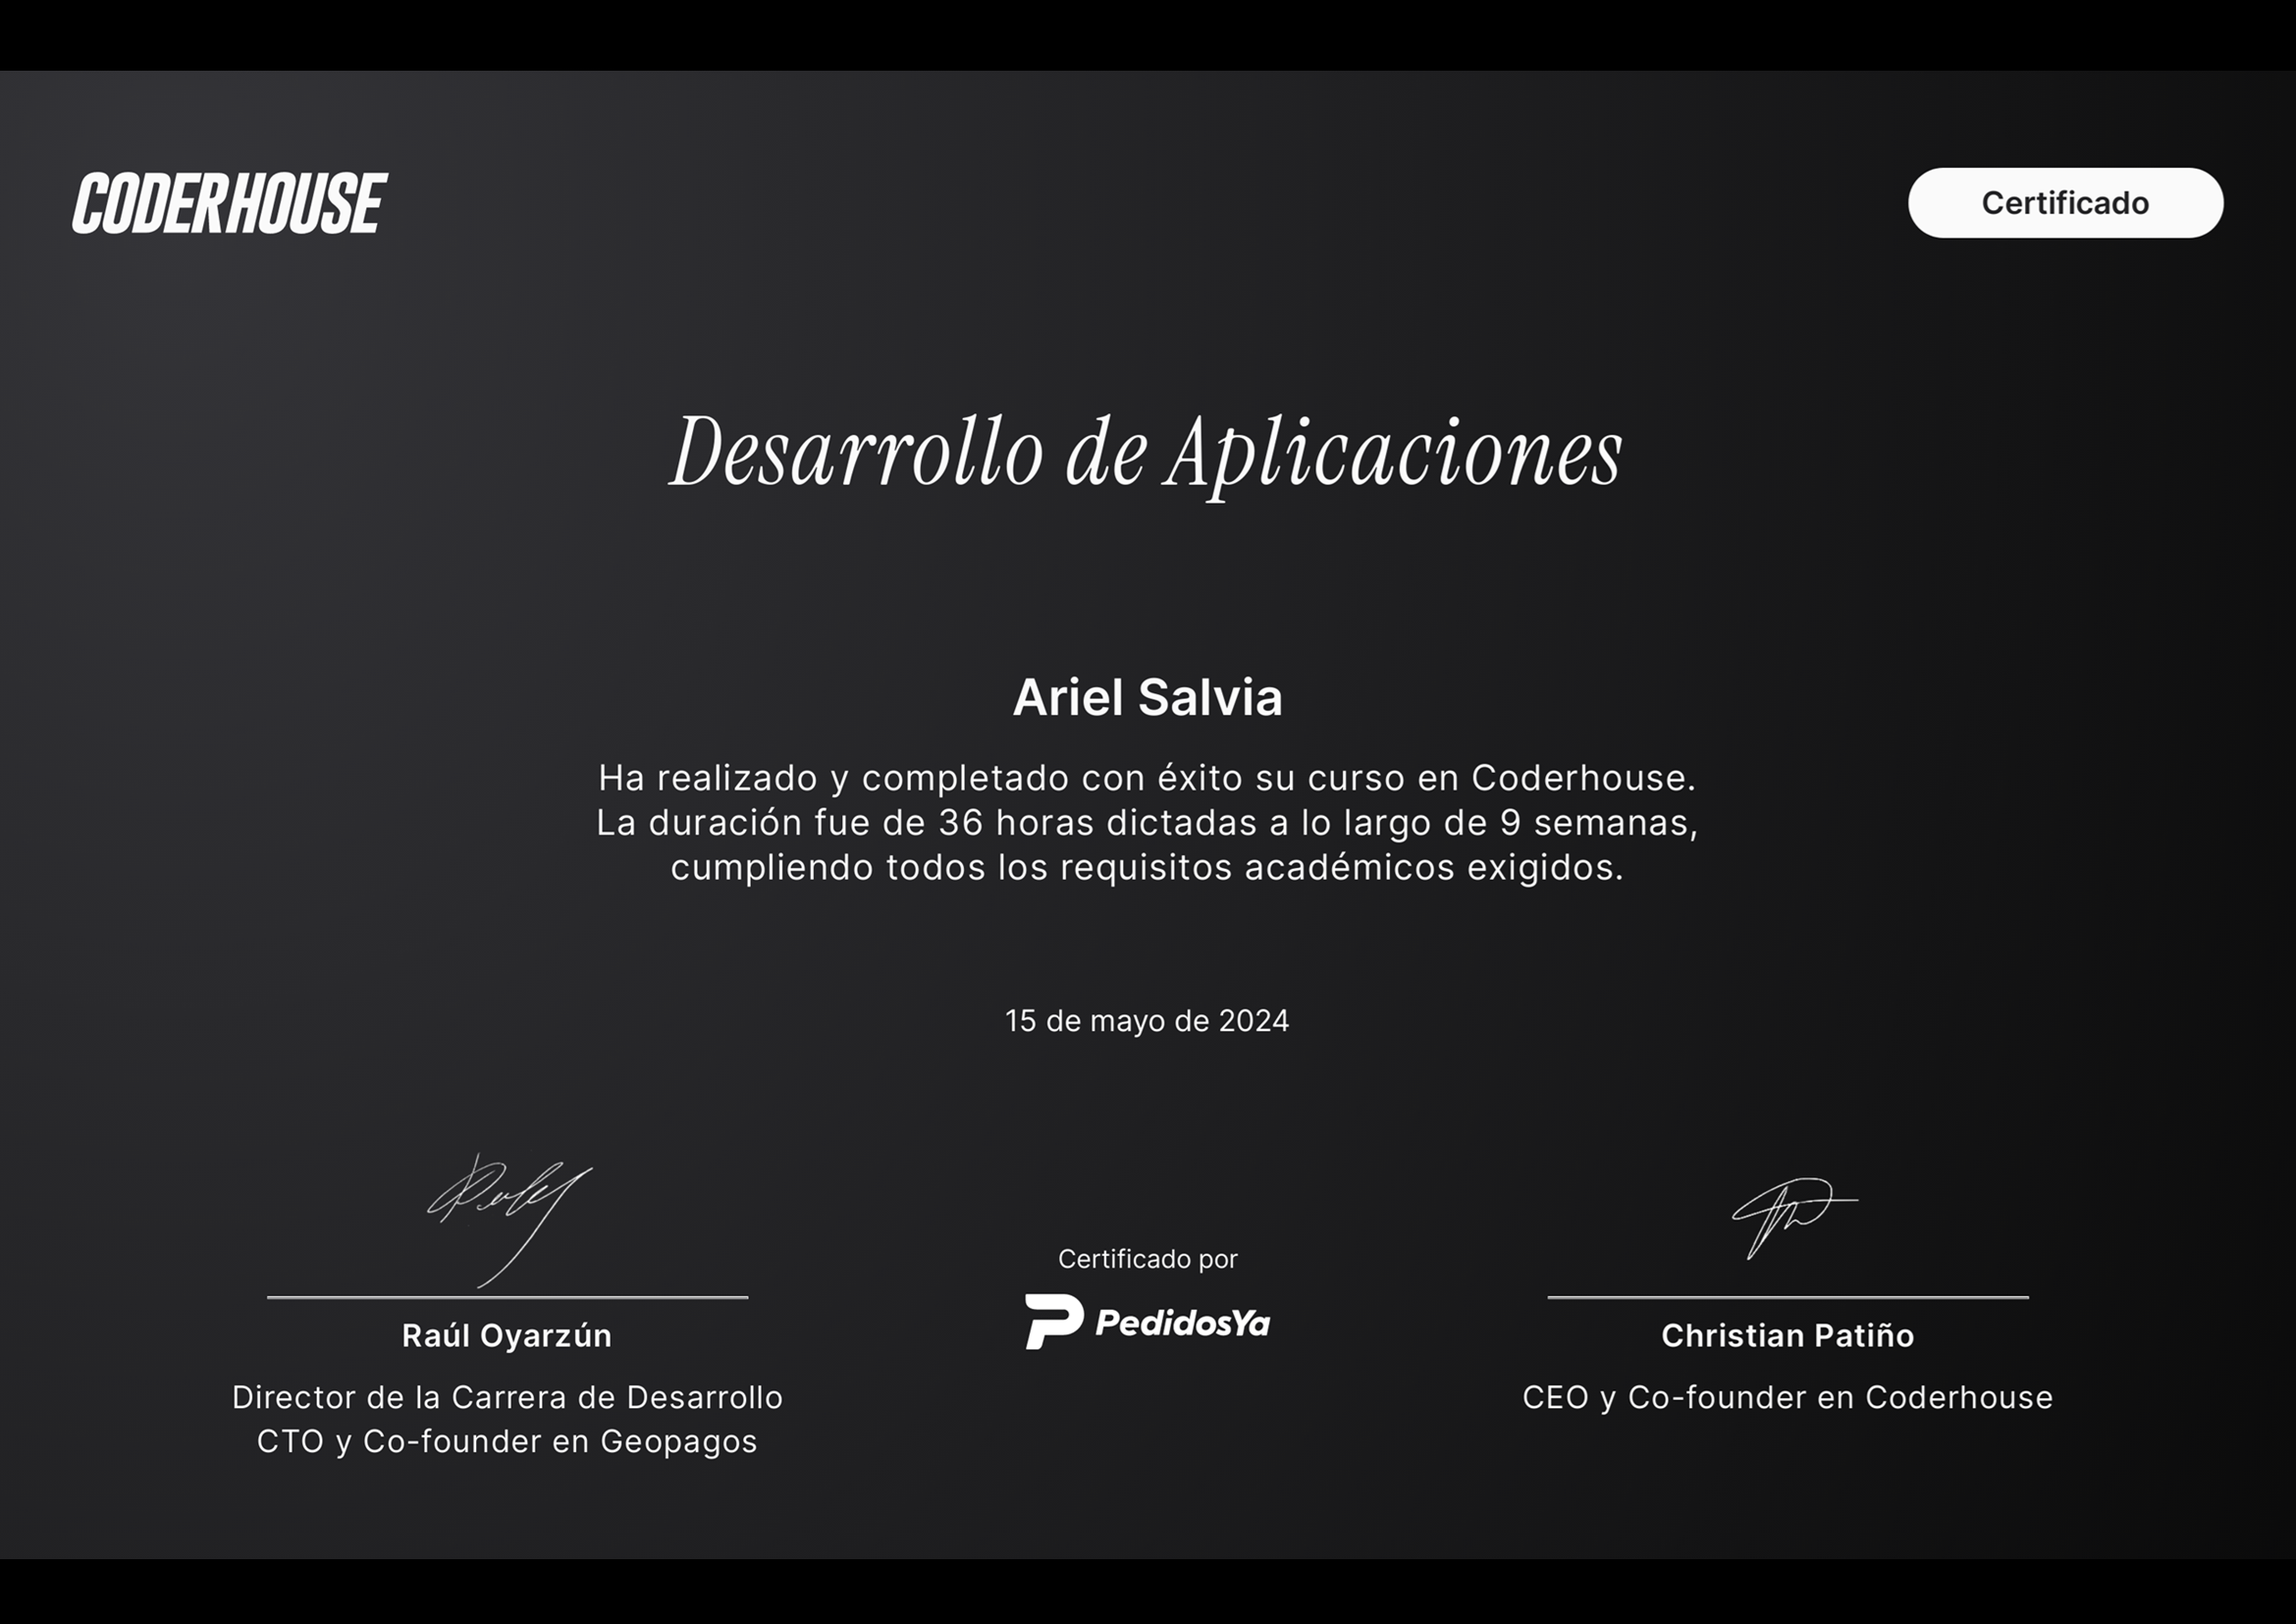 CODERHOUSE
Certificado
Desarrollo de Aplicaciones
Ariel Salvia
Ha realizado y completado con éxito su curso en Coderhouse.
La duración fue de 36 horas dictadas a lo largo de 9 semanas,
cumpliendo todos los requisitos académicos exigidos.
15 de mayo de 2024
Raúl Oyarzún
Director de la Carrera de Desarrollo
CTO y Co-founder en Geopagos
Certificado por
PedidosYa
Christian Patiño
CEO y Co-founder en Coderhouse